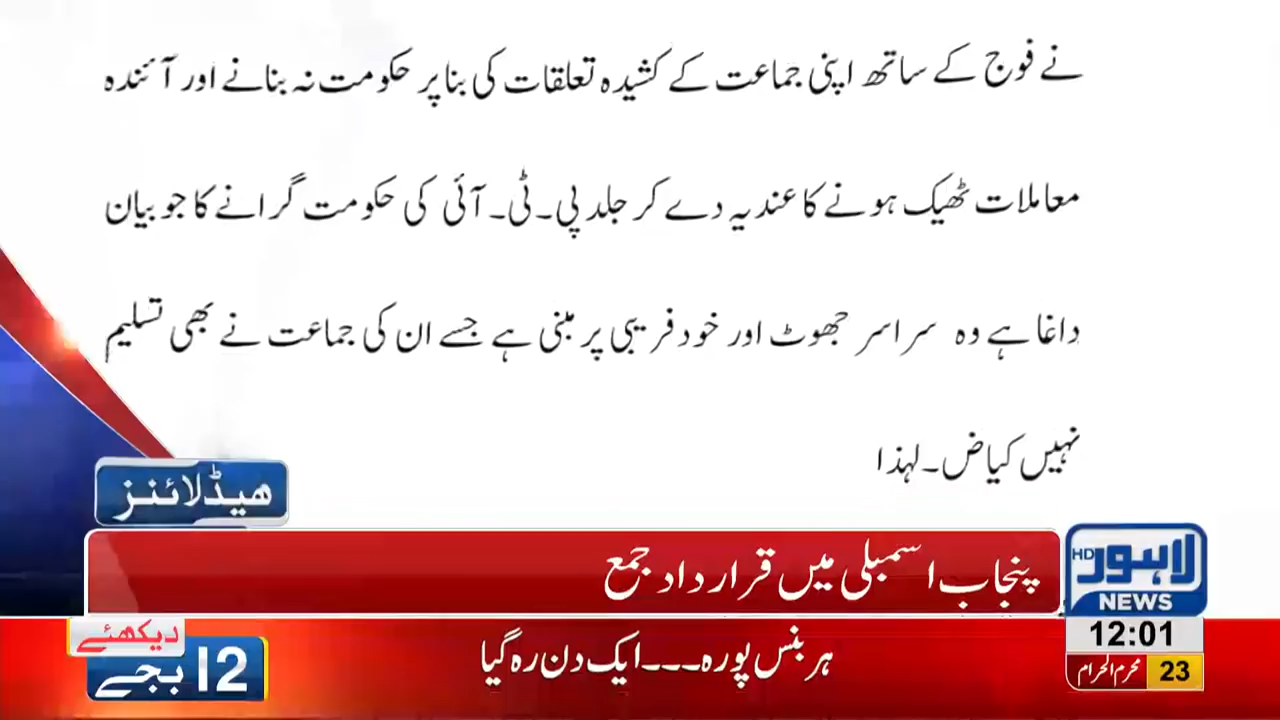 نے فوج کے ساتھ اپنی جماعت کے کشیدہ تعلقات کی بنا پر حکومت نہ بنانے اور آئندہ
معاملات ٹھیک ہونے کا عندیہ دے کر جلد پی۔ٹی۔آئی کی حکومت گرانے کا جو بیان
داغا ہے وہ سراسر جھوٹ اور خود فریبی پر مبنی ہے جسے ان کی جماعت نے بھی تسلیم
نہیں کیاض۔لہذا
ھیڈلائنز
پنجاب اسمبلی میں قرارداد جمع
HD لاہور
NEWS
12:01
23 محرم الحرام
ہربنس پورہ۔۔۔ایک دن رہ گیا
دیکھئے
12 بجے